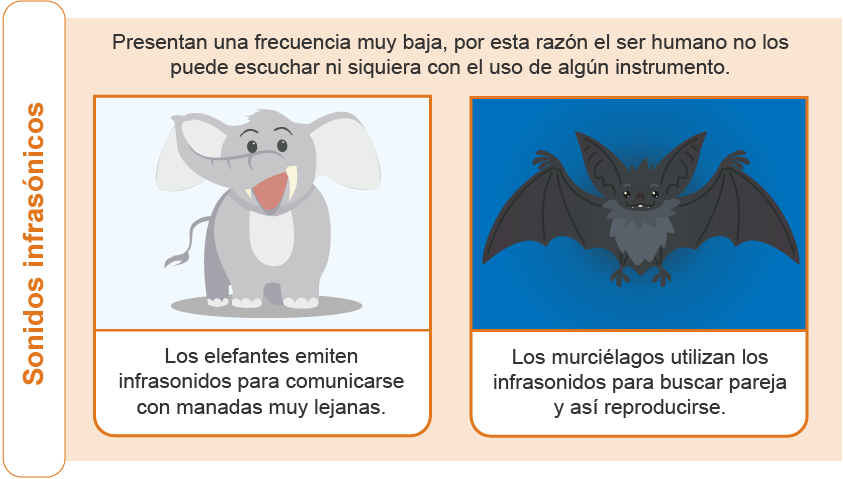 Sonidos infrasónicos
Presentan una frecuencia muy baja, por esta razón el ser humano no los
puede escuchar ni siquiera con el uso de algún instrumento.
Los elefantes emiten
infrasonidos para comunicarse
con manadas muy lejanas.
Los murciélagos utilizan los
infrasonidos para buscar pareja
y así reproducirse.